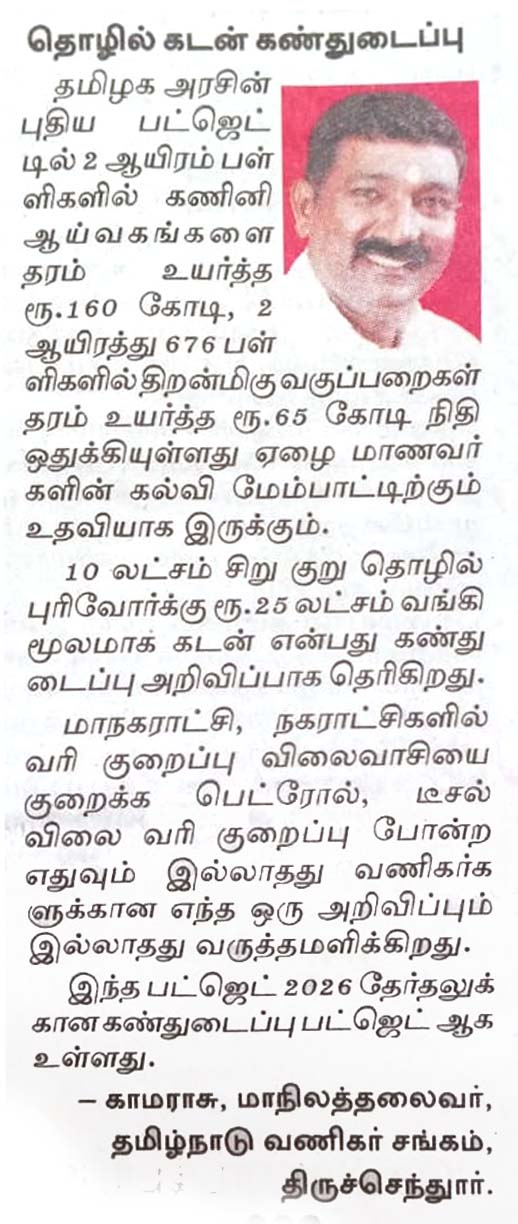 தொழில் கடன் கண்துடைப்பு
தமிழக அரசின்
புதிய பட்ஜெட்
டில் 2 ஆயிரம் பள்
ளிகளில் கணினி
ஆய்வகங்களை
தரம் உயர்த்த
ரூ.160 கோடி, 2
ஆயிரத்து 676 பள்
ளிகளில் திறன்மிகு வகுப்பறைகள்
தரம் உயர்த்த ரூ.65 கோடி நிதி
ஒதுக்கியுள்ளது ஏழை மாணவர்
களின் கல்வி மேம்பாட்டிற்கும்
உதவியாக இருக்கும்.
10 லட்சம் சிறு குறு தொழில்
புரிவோர்க்கு ரூ.25 லட்சம் வங்கி
மூலமாக் கடன் என்பது கணது
டைப்பு அறிவிப்பாக தெரிகிறது.
மாநகராட்சி, நகராட்சிகளில்
வரி குறைப்பு விலைவாசியை
குறைக்க பெட்ரோல், டீசல்
விலை வரி குறைப்பு போன்ற
எதுவும் இல்லாதது வணிகர்க
ளுக்கான எந்த ஒரு அறிவிப்பும்
இல்லாதது வருத்தமளிக்கிறது.
இந்த பட்ஜெட் 2026 தேர்தலுக்
கான கண்துடைப்பு பட்ஜெட் ஆக
உள்ளது.
– காமராசு, மாநிலத்தலைவர்,
தமிழ்நாடு வணிகர் சங்கம்,
திருச்செந்தூர்.